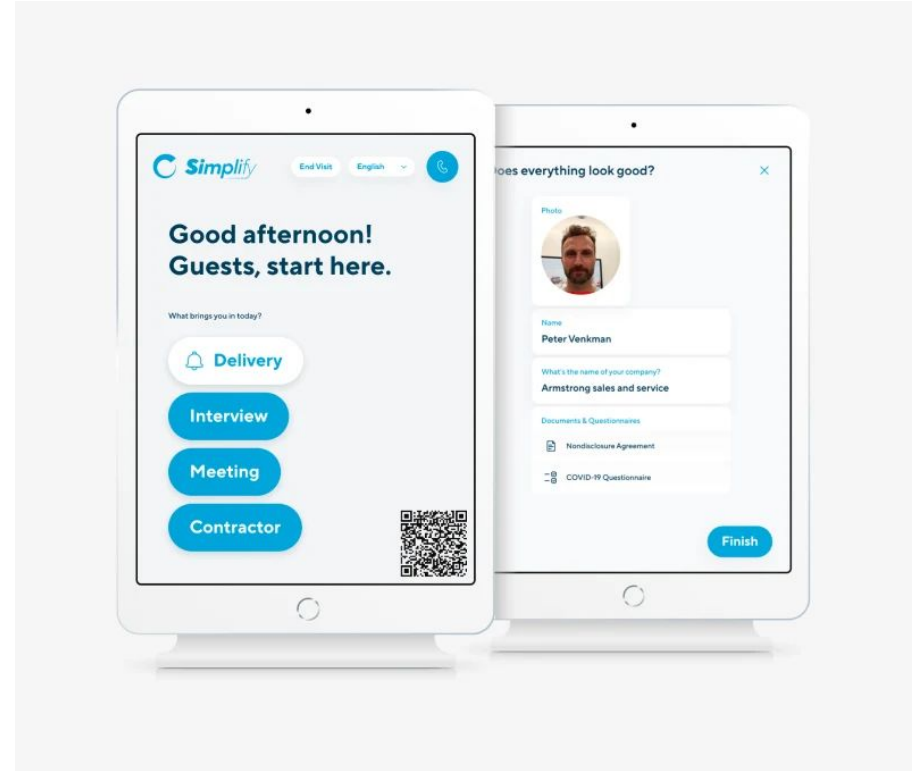 Simplify
End Visit
English
Good afternoon!
Guests, start here.
What brings you in today?
Delivery
Interview
Meeting
Contractor
oes everything look good?
Photo
Name
Peter Venkman
What's the name of your company?
Armstrong sales and service
Documents & Questionnaires
Nondisclosure Agreement
COVID-19 Questionnaire
Finish